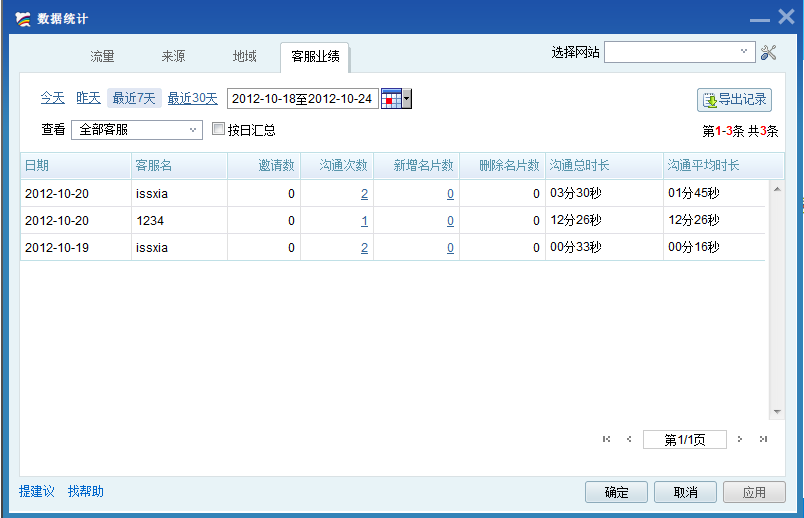 数据统计
流量 来源 地域 客服业绩 选择网站
今天 昨天 最近7天 最近30天 2012-10-18至2012-10-24 导出记录
查看 全部客服 按日汇总 第1-3条 共3条
日期 客服名 邀请数 沟通次数 新增名片数 删除名片数 沟通总时长 沟通平均时长
2012-10-20 issxia 0 2 0 0 03分30秒 01分45秒
2012-10-20 1234 0 1 0 0 12分26秒 12分26秒
2012-10-19 issxia 0 2 0 0 00分33秒 00分16秒
第1/1页
提建议 找帮助 确定 取消 应用